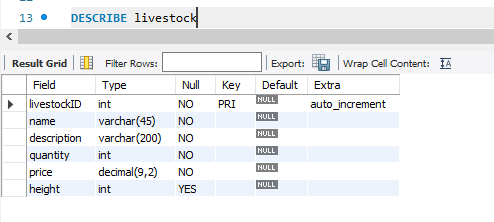 13 DESCRIBE livestock
Result Grid Filter Rows: Export: Wrap Cell Content: IA
Field Type Null Key Default Extra
livestockID int NO PRI NULL auto_increment
name varchar(45) NO NULL
description varchar(200) NO NULL
quantity int NO NULL
price decimal(9,2) NO NULL
height int YES NULL